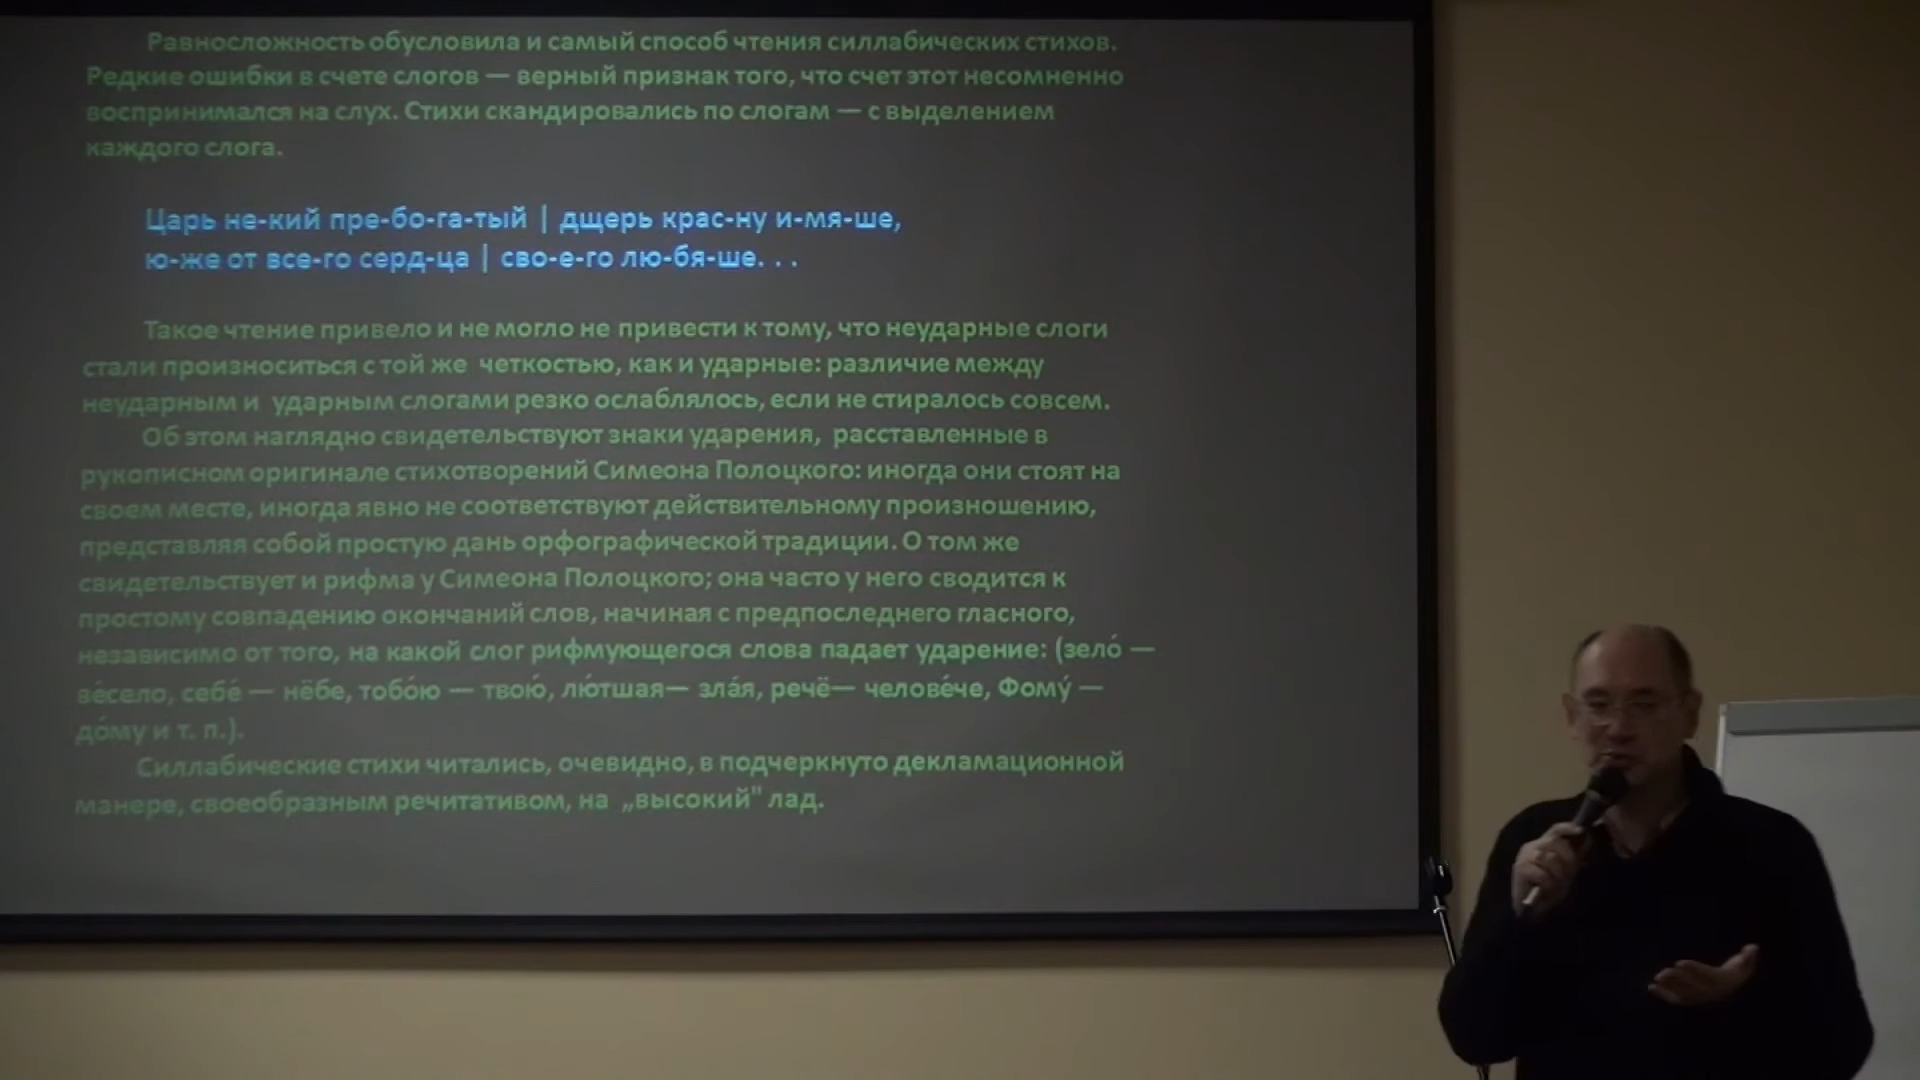 Равносложность обусловила и самый способ чтения силлабических стихов.
Редкие ошибки в счете слогов — верный признак того, что счет этот несомненно
воспринимался на слух. Стихи скандировались по слогам — с выделением
каждого слога.
Царь не-кий пре-бо-га-тый | дщерь крас-ну и-мя-ше,
ю-же от все-го серд-ца | сво-е-го лю-бя-ше. . .
Такое чтение привело и не могло не привести к тому, что неударные слоги
стали произноситься с той же четкостью, как и ударные: различие между
неударным и ударным слогами резко ослаблялось, если не стиралось совсем.
Об этом наглядно свидетельствуют знаки ударения, расставленные в
рукописном оригинале стихотворений Симеона Полоцкого: иногда они стоят на
своем месте, иногда явно не соответствуют действительному произношению,
представляя собой простую дань орфографической традиции. О том же
свидетельствует и рифма у Симеона Полоцкого; она часто у него сводится к
простому совпадению окончаний слов, начиная с предпоследнего гласного,
независимо от того, на какой слог рифмующегося слова падает ударение: (зело́ —
ве́село, себе́ — нёбе, тобо́ю — твою́, лю́тшая— зла́я, речё— челове́че, Фому́ —
до́му и т. п.).
Силлабические стихи читались, очевидно, в подчеркнуто декламационной
манере, своеобразным речитативом, на „высокий" лад.